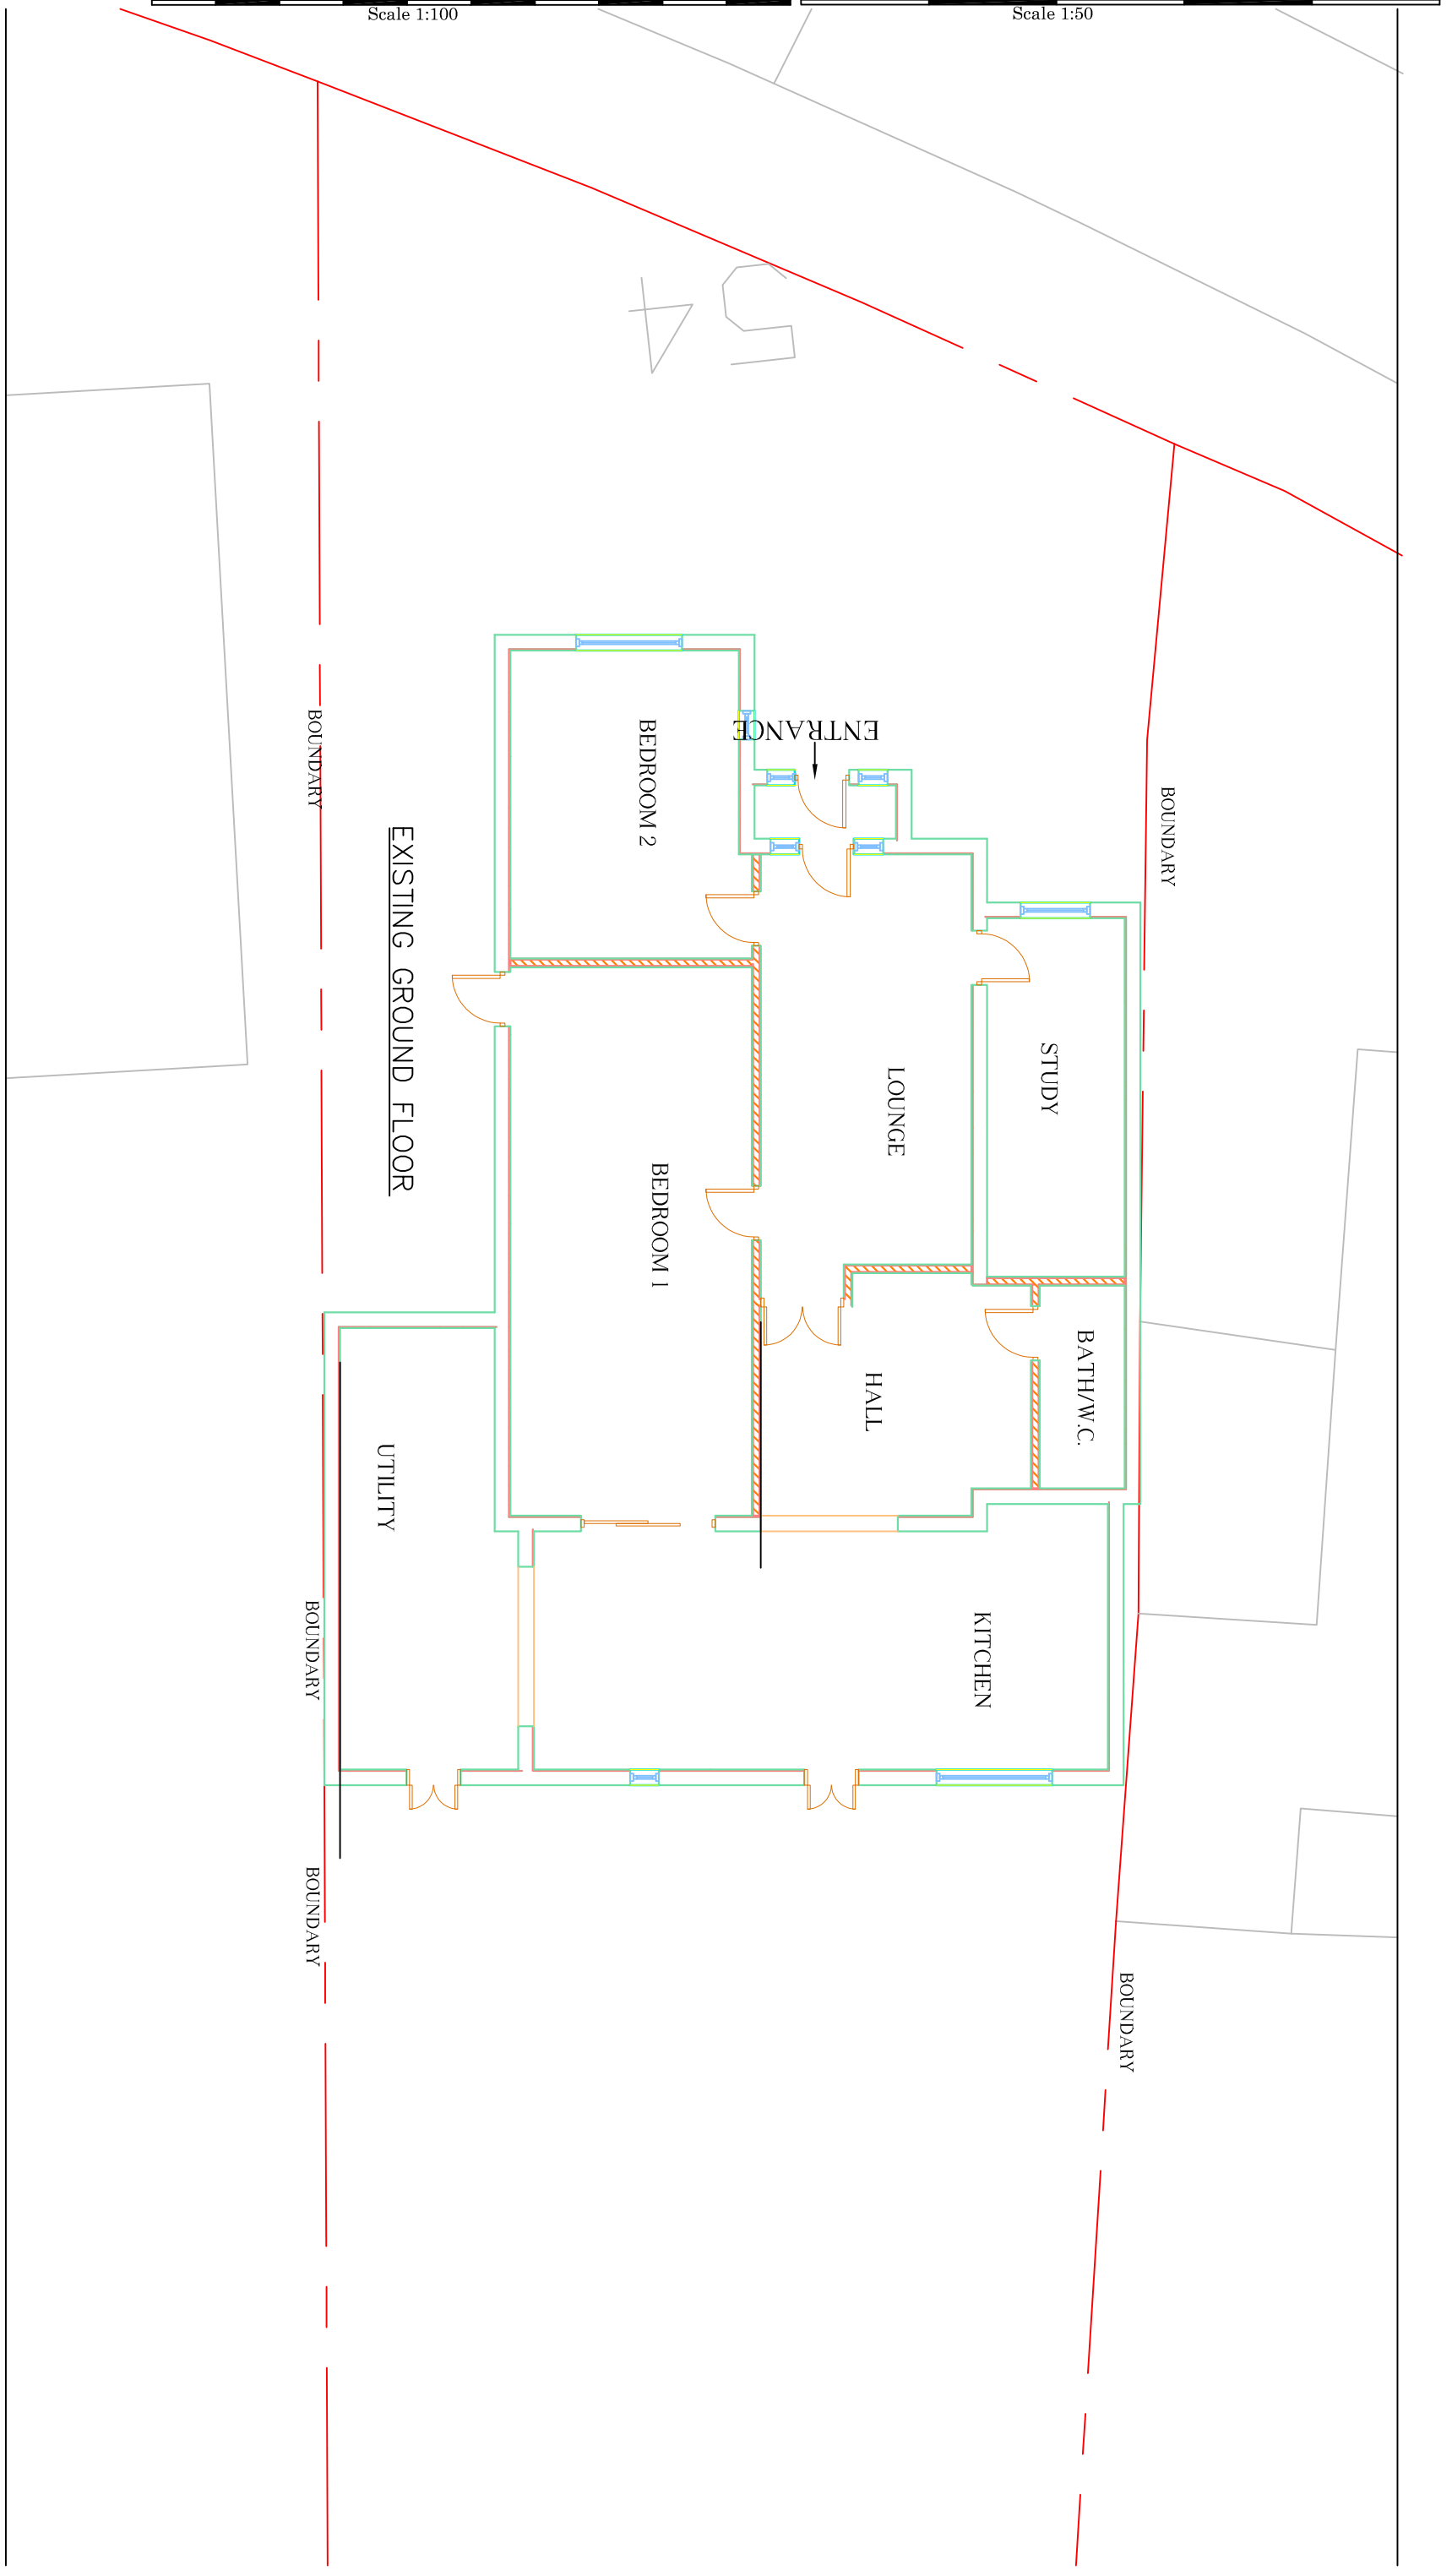 Scale 1:100
Scale 1:50
54
ENTRANCE
BEDROOM 2
BOUNDARY
BOUNDARY
EXISTING GROUND FLOOR
STUDY
LOUNGE
BEDROOM 1
BATH/W.C.
HALL
UTILITY
KITCHEN
BOUNDARY
BOUNDARY
BOUNDARY